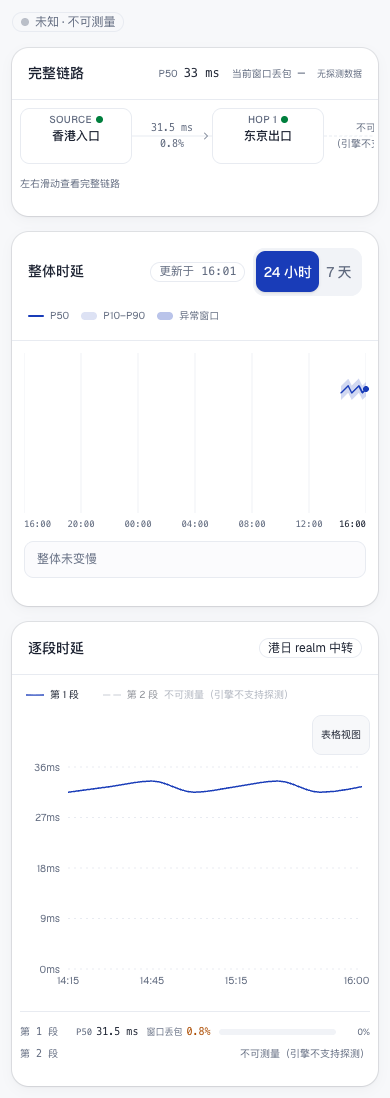 未知 · 不可测量
完整链路
P50 33 ms 当前窗口丢包 — 无探测数据
SOURCE
香港入口
31.5 ms
0.8%
HOP 1
东京出口
不可
(引擎不支
左右滑动查看完整链路
整体时延
更新于 16:01
24 小时
7 天
P50 P10–P90 异常窗口
16:00 20:00 00:00 04:00 08:00 12:00 16:00
整体未变慢
逐段时延
港日 realm 中转
第 1 段 第 2 段 不可测量 (引擎不支持探测)
表格视图
36ms
27ms
18ms
9ms
0ms
14:15 14:45 15:15 16:00
第 1 段 P50 31.5 ms 窗口丢包 0.8% 0%
第 2 段 不可测量 (引擎不支持探测)